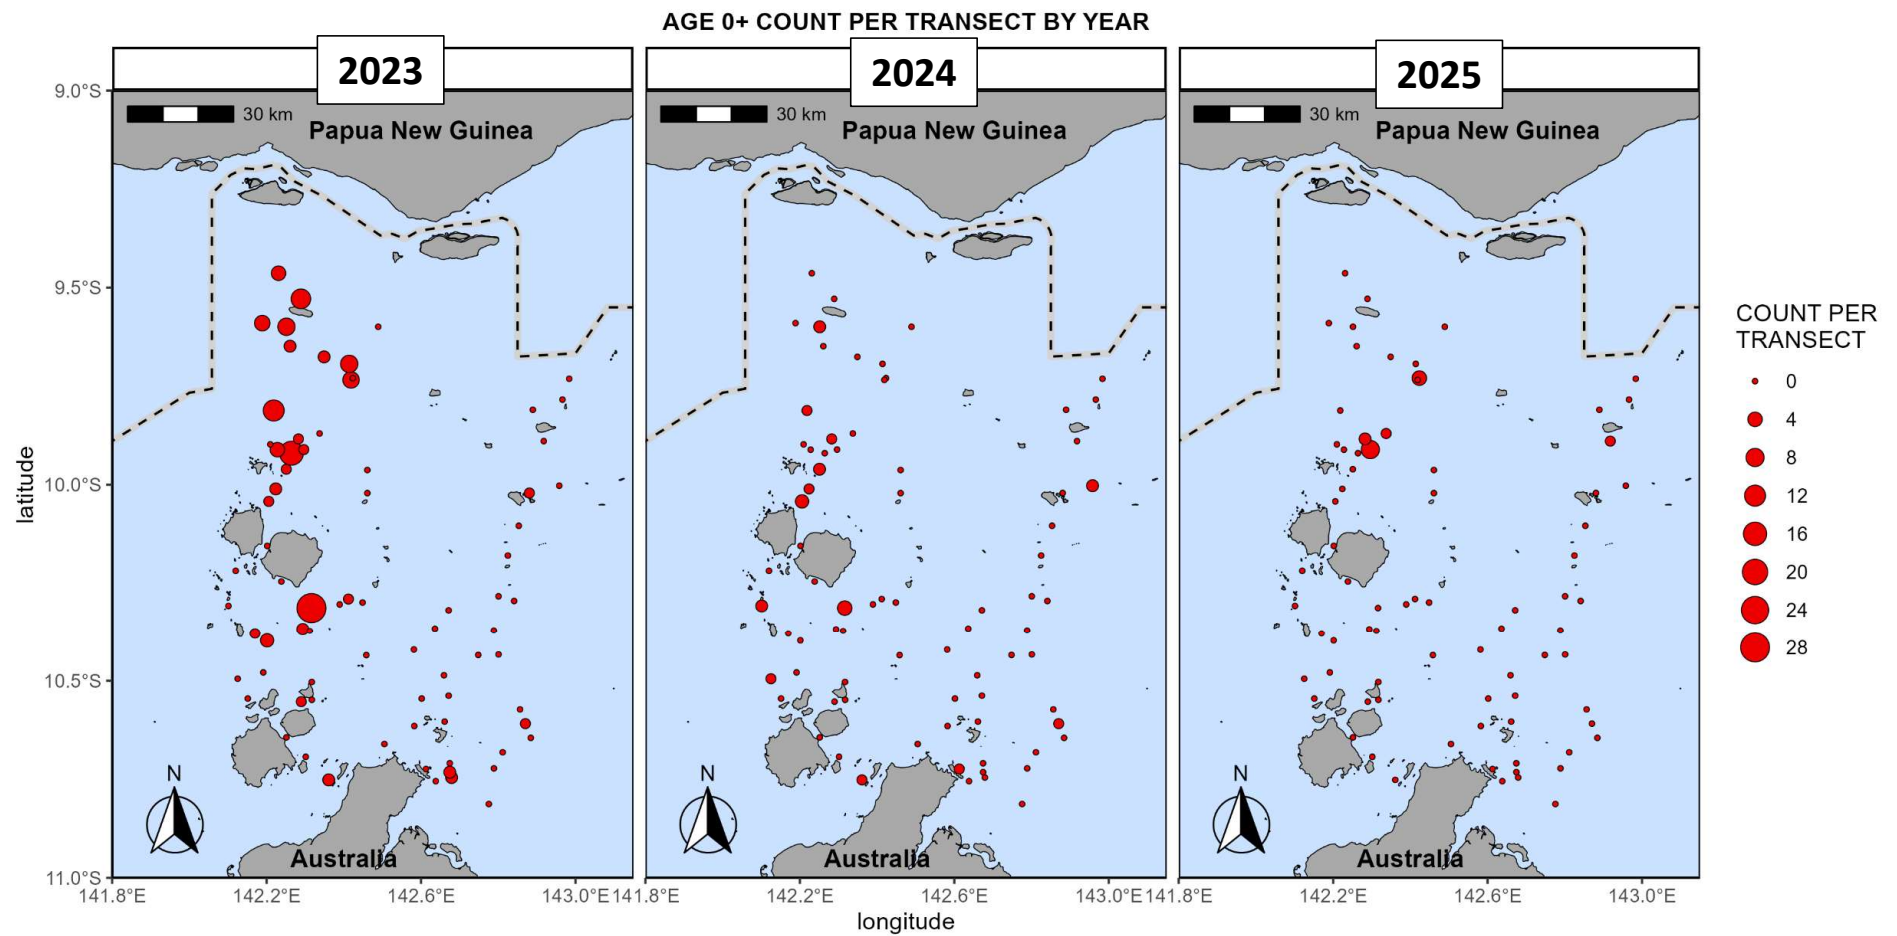 AGE 0+ COUNT PER TRANSECT BY YEAR
2023
2024
2025
30 km
Papua New Guinea
30 km
Papua New Guinea
30 km
Papua New Guinea
9.0°S
9.5°S
10.0°S
10.5°S
11.0°S
latitude
N
Australia
N
Australia
N
Australia
141.8°E
142.2°E
142.6°E
143.0°E
141.8°E
142.2°E
142.6°E
143.0°E
141.8°E
142.2°E
142.6°E
143.0°E
longitude
COUNT PER
TRANSECT
0
4
8
12
16
20
24
28